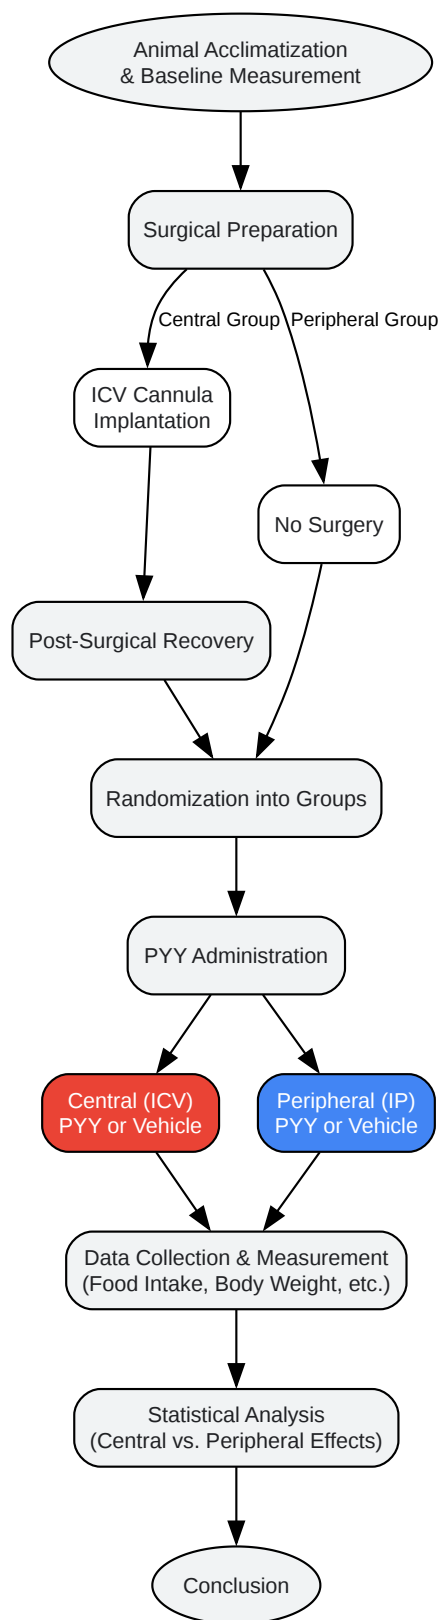 Animal Acclimatization
& Baseline Measurement
Surgical Preparation
Central Group
Peripheral Group
ICV Cannula
Implantation
No Surgery
Post-Surgical Recovery
Randomization into Groups
PYY Administration
Central (ICV)
PYY or Vehicle
Peripheral (IP)
PYY or Vehicle
Data Collection & Measurement
(Food Intake, Body Weight, etc.)
Statistical Analysis
(Central vs. Peripheral Effects)
Conclusion